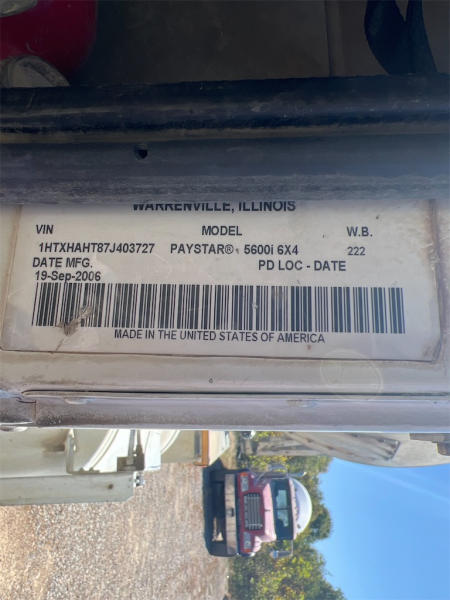 WARRENVILLE, ILLINOIS
VIN MODEL W.B.
1HTXHAHT87J403727 PAYSTAR® 5600i 6X4 222
DATE MFG. PD LOC - DATE
19-Sep-2006
MADE IN THE UNITED STATES OF AMERICA